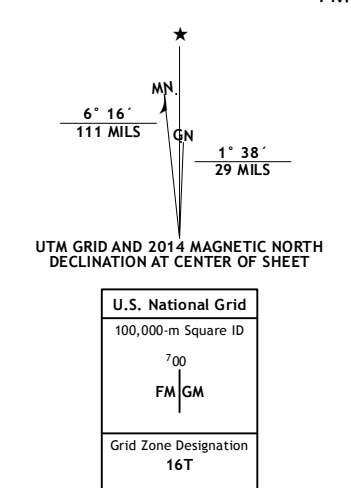 ★
MN
6° 16´
111 MILS
GN
1° 38´
29 MILS
UTM GRID AND 2014 MAGNETIC NORTH
DECLINATION AT CENTER OF SHEET
U.S. National Grid
100,000-m Square ID
⁷00
FM GM
Grid Zone Designation
16T